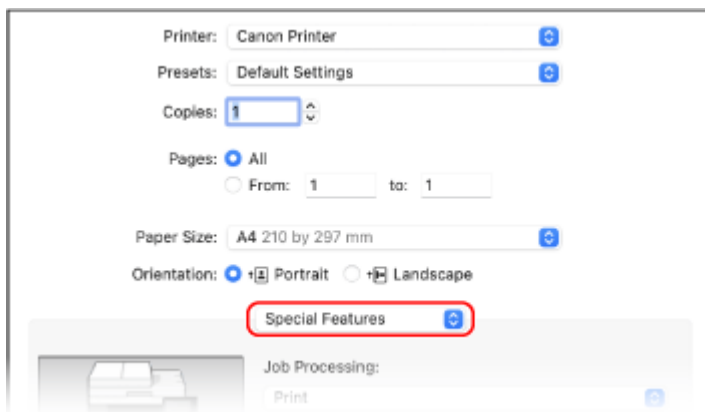 Printer: Canon Printer
Presets: Default Settings
Copies: 1
Pages: All
From: 1 to: 1
Paper Size: A4 210 by 297 mm
Orientation: Portrait Landscape
Special Features
Job Processing:
Print